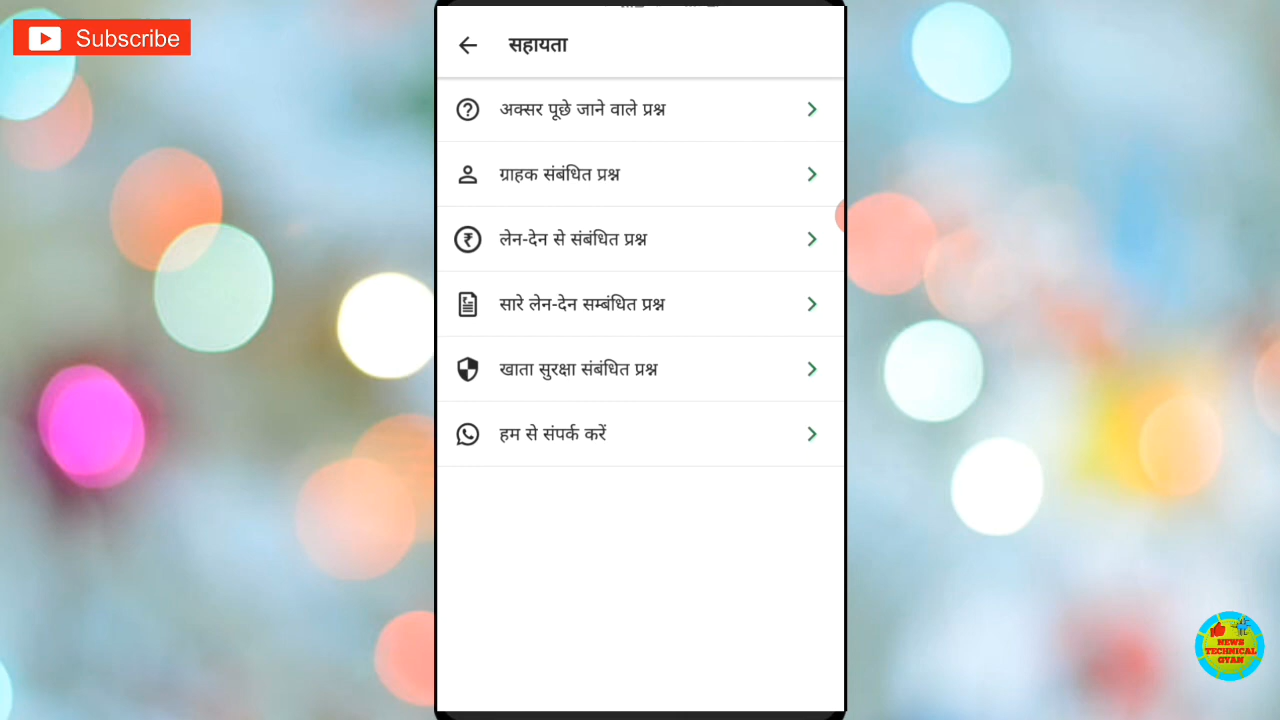 Subscribe
सहायता
अक्सर पूछे जाने वाले प्रश्न
ग्राहक संबंधित प्रश्न
लेन-देन से संबंधित प्रश्न
सारे लेन-देन सम्बंधित प्रश्न
खाता सुरक्षा संबंधित प्रश्न
हम से संपर्क करें
NEWS
TECHNICAL
GYAN